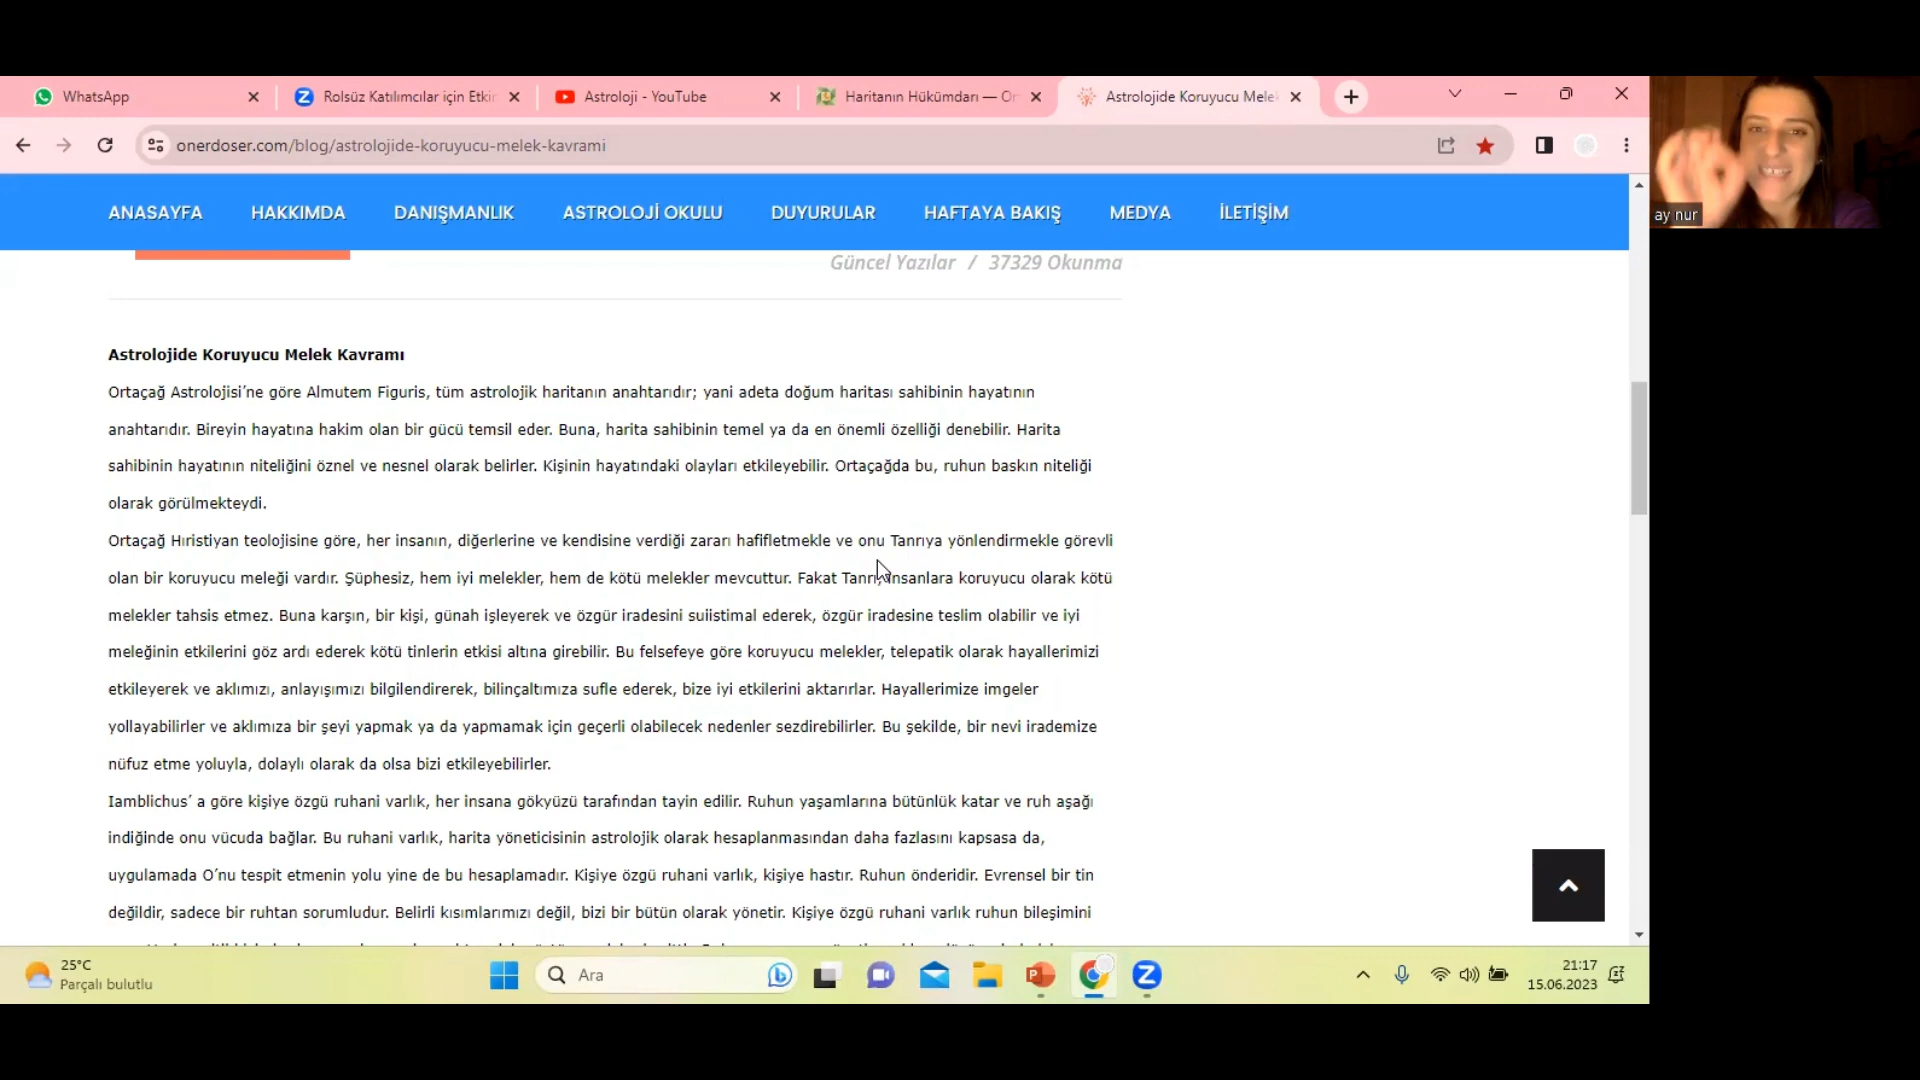 WhatsApp
Rolsüz Katılımcılar için Etkin
Astroloji - YouTube
Haritanın Hükümdarı — Or
Astrolojide Koruyucu Mele
onerdoser.com/blog/astrolojide-koruyucu-melek-kavrami
ay nur
ANASAYFA HAKKIMDA DANIŞMANLIK ASTROLOJİ OKULU DUYURULAR HAFTAYA BAKIŞ MEDYA İLETİŞİM
Güncel Yazılar / 37329 Okunma
Astrolojide Koruyucu Melek Kavramı
Ortaçağ Astrolojisi’ne göre Almutem Figuris, tüm astrolojik haritanın anahtarıdır; yani adeta doğum haritası sahibinin hayatının
anahtarıdır. Bireyin hayatına hakim olan bir gücü temsil eder. Buna, harita sahibinin temel ya da en önemli özelliği denebilir. Harita
sahibinin hayatının niteliğini öznel ve nesnel olarak belirler. Kişinin hayatındaki olayları etkileyebilir. Ortaçağda bu, ruhun baskın niteliği
olarak görülmekteydi.
Ortaçağ Hıristiyan teolojisine göre, her insanın, diğerlerine ve kendisine verdiği zararı hafifletmekle ve onu Tanrıya yönlendirmekle görevli
olan bir koruyucu meleği vardır. Şüphesiz, hem iyi melekler, hem de kötü melekler mevcuttur. Fakat Tanrı, insanlara koruyucu olarak kötü
melekler tahsis etmez. Buna karşın, bir kişi, günah işleyerek ve özgür iradesini suiistimal ederek, özgür iradesine teslim olabilir ve iyi
meleğinin etkilerini göz ardı ederek kötü tinlerin etkisi altına girebilir. Bu felsefeye göre koruyucu melekler, telepatik olarak hayallerimizi
etkileyerek ve aklımızı, anlayışımızı bilgilendirerek, bilinçaltımıza sufle ederek, bize iyi etkilerini aktarırlar. Hayallerimize imgeler
yollayabilirler ve aklımıza bir şeyi yapmak ya da yapmamak için geçerli olabilecek nedenler sezdirebilirler. Bu şekilde, bir nevi irademize
nüfuz etme yoluyla, dolaylı olarak da olsa bizi etkileyebilirler.
Iamblichus’ a göre kişiye özgü ruhani varlık, her insana gökyüzü tarafından tayin edilir. Ruhun yaşamlarına bütünlük katar ve ruh aşağı
indiğinde onu vücuda bağlar. Bu ruhani varlık, harita yöneticisinin astrolojik olarak hesaplanmasından daha fazlasını kapsasa da,
uygulamada O’nu tespit etmenin yolu yine de bu hesaplamadır. Kişiye özgü ruhani varlık, kişiye hastır. Ruhun önderidir. Evrensel bir tin
değildir, sadece bir ruhtan sorumludur. Belirli kısımlarımızı değil, bizi bir bütün olarak yönetir. Kişiye özgü ruhani varlık ruhun bileşimini
25°C
Parçalı bulutlu
Ara
21:17
15.06.2023